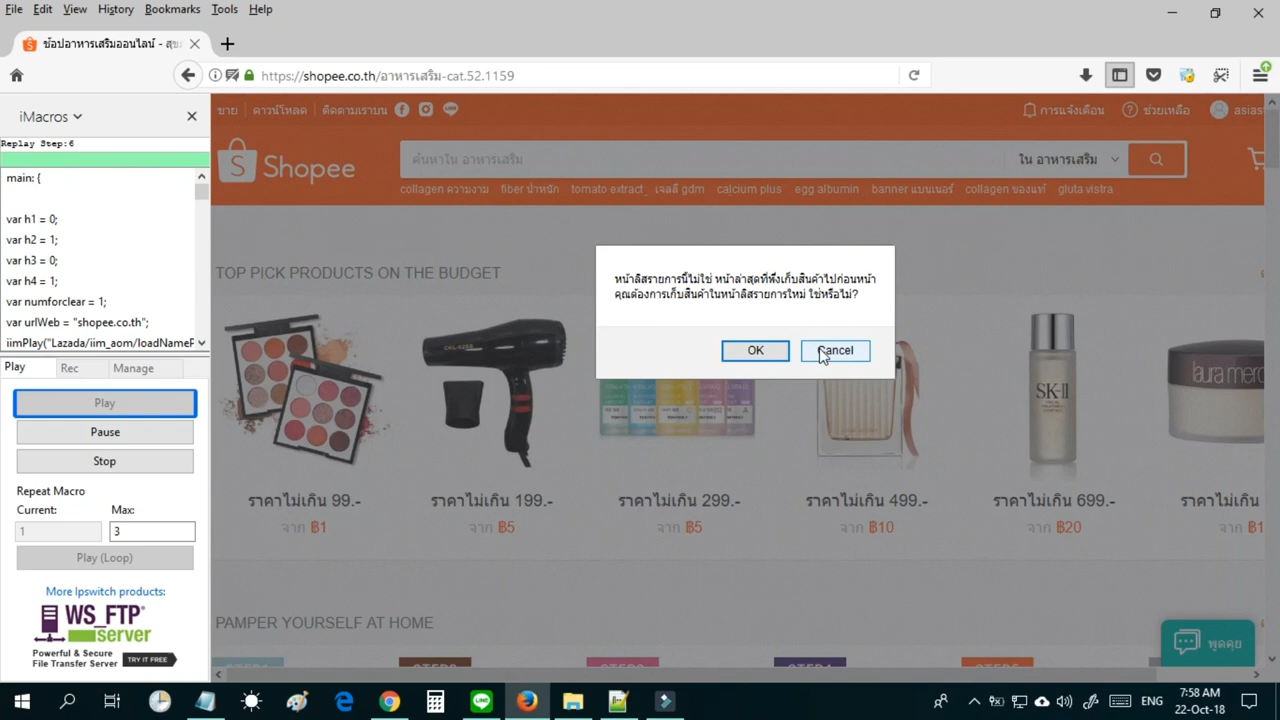 File Edit View History Bookmarks Tools Help
ช้อปอาหารเสริมออนไลน์ - สุข
https://shopee.co.th/อาหารเสริม-cat.52.1159
iMacros
Replay Step:6
main: {
var h1 = 0;
var h2 = 1;
var h3 = 0;
var h4 = 1;
var numforclear = 1;
var urlWeb = "shopee.co.th";
iimPlay("Lazada/iim_aom/loadNameF
Play Rec Manage
Play
Pause
Stop
Repeat Macro
Current: Max:
1 3
Play (Loop)
More Ipswitch products:
WS_FTP®
server
Powerful & Secure
File Transfer Server
TRY IT FREE
ขาย ดาวน์โหลด ติดตามเราบน
การแจ้งเตือน ช่วยเหลือ asiast
Shopee
ค้นหาใน อาหารเสริม
ใน อาหารเสริม
collagen ความงาม fiber น้ำหนัก tomato extract เจลลี่ gdm calcium plus egg albumin banner แบนเนอร์ collagen ของแท้ gluta vistra
TOP PICK PRODUCTS ON THE BUDGET
หน้าลิสรายการนี้ไม่ใช่ หน้าล่าสุดที่พึ่งเก็บสินค้าไปก่อนหน้า
คุณต้องการเก็บสินค้าในหน้าลิสรายการใหม่ ใช่หรือไม่?
OK Cancel
SK-II
laura merc
ราคาไม่เกิน 99.- ราคาไม่เกิน 199.- ราคาไม่เกิน 299.- ราคาไม่เกิน 499.- ราคาไม่เกิน 699.- ราคาไม่เกิน
จาก ฿1 จาก ฿5 จาก ฿5 จาก ฿10 จาก ฿20 จาก ฿1
PAMPER YOURSELF AT HOME
พูดคุย
ENG
7:58 AM
22-Oct-18